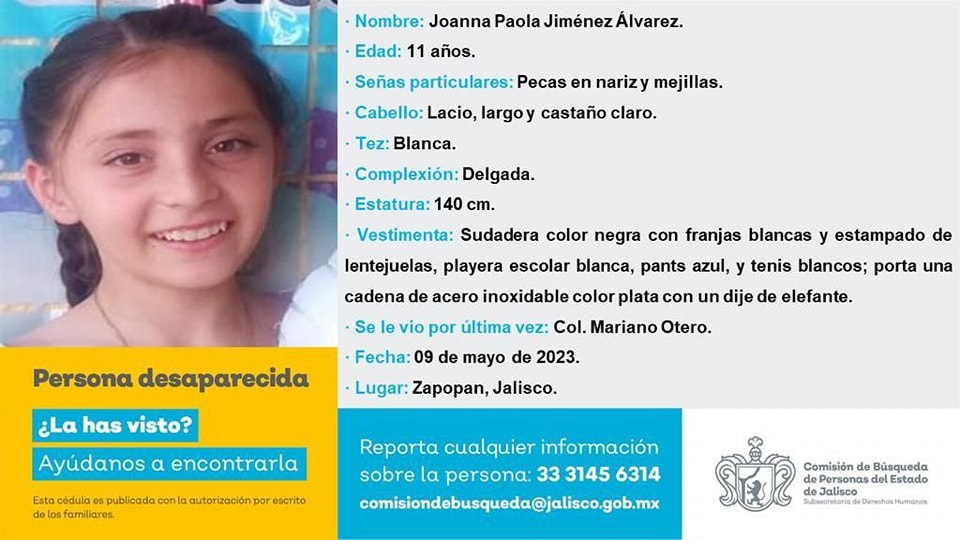 · Nombre: Joanna Paola Jiménez Álvarez.
· Edad: 11 años.
· Señas particulares: Pecas en nariz y mejillas.
· Cabello: Lacio, largo y castaño claro.
· Tez: Blanca.
· Complexión: Delgada.
· Estatura: 140 cm.
· Vestimenta: Sudadera color negra con franjas blancas y estampado de
lentejuelas, playera escolar blanca, pants azul, y tenis blancos; porta una
cadena de acero inoxidable color plata con un dije de elefante.
· Se le vio por última vez: Col. Mariano Otero.
· Fecha: 09 de mayo de 2023.
· Lugar: Zapopan, Jalisco.
Persona desaparecida
¿La has visto?
Ayúdanos a encontrarla
Esta cédula es publicada con la autorización por escrito
de los familiares.
Reporta cualquier información
sobre la persona: 33 3145 6314
comisiondebusqueda@jalisco.gob.mx
Comisión de Búsqueda
de Personas del Estado
de Jalisco
Subsecretaría de Derechos Humanos